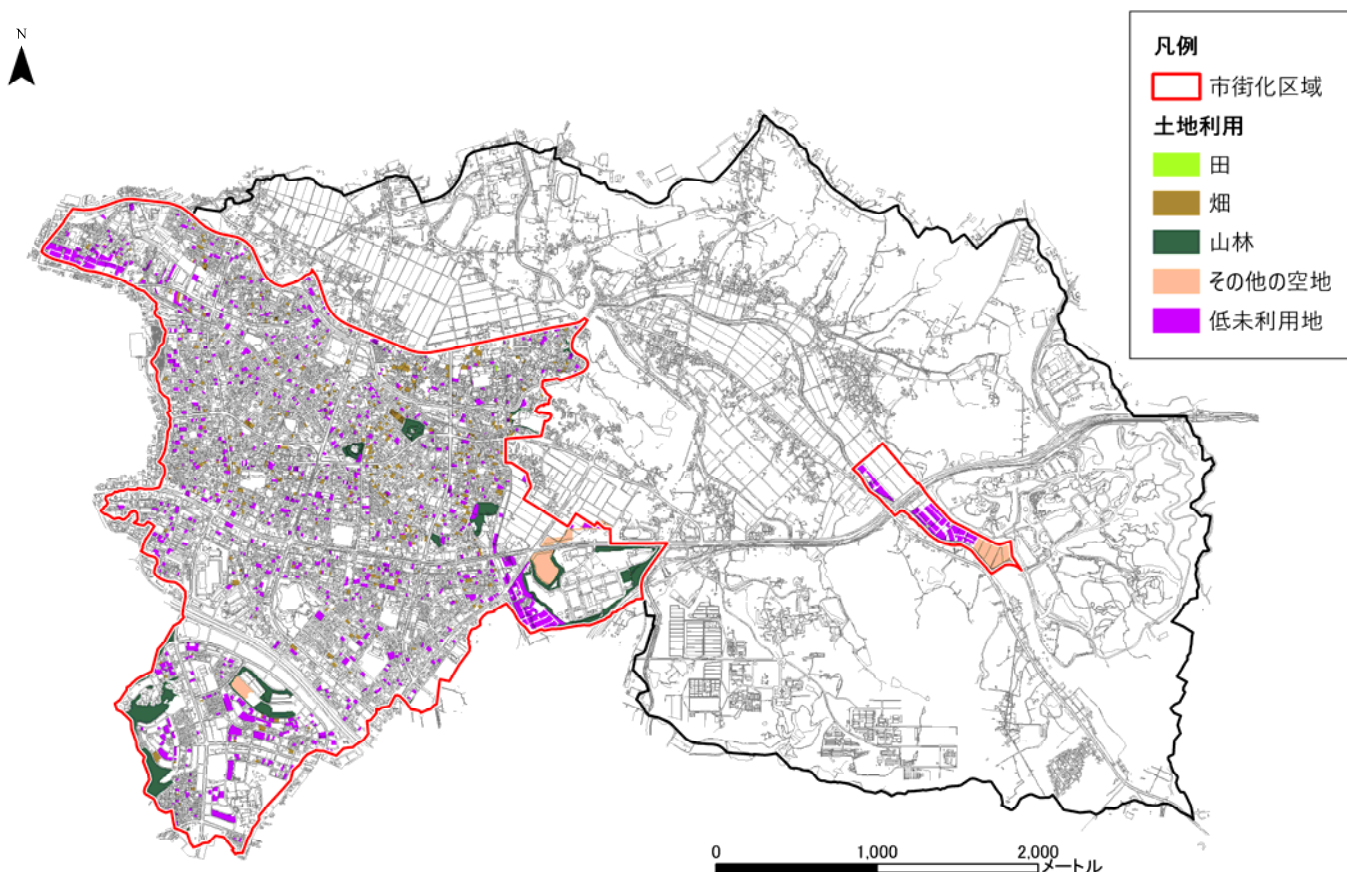 N
凡例
市街化区域
土地利用
田
畑
山林
その他の空地
低未利用地
0 1,000 2,000
メートル